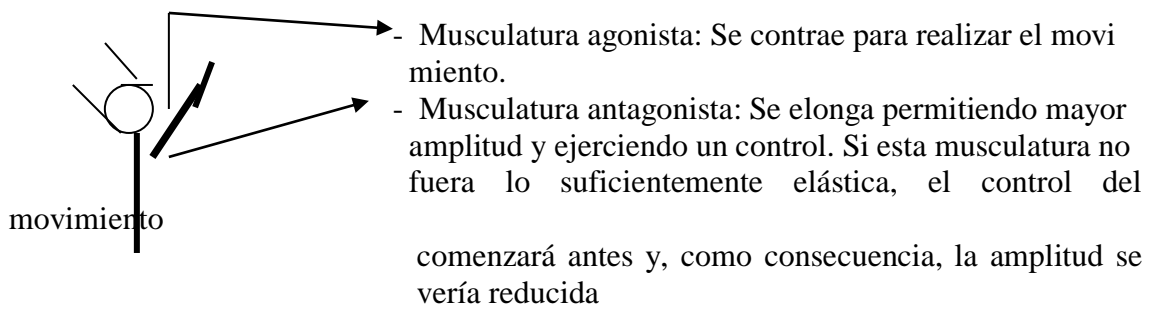 - Musculatura agonista: Se contrae para realizar el movi
miento.
- Musculatura antagonista: Se elonga permitiendo mayor
amplitud y ejerciendo un control. Si esta musculatura no
fuera lo suficientemente elástica, el control del
movimiento
comenzará antes y, como consecuencia, la amplitud se
vería reducida